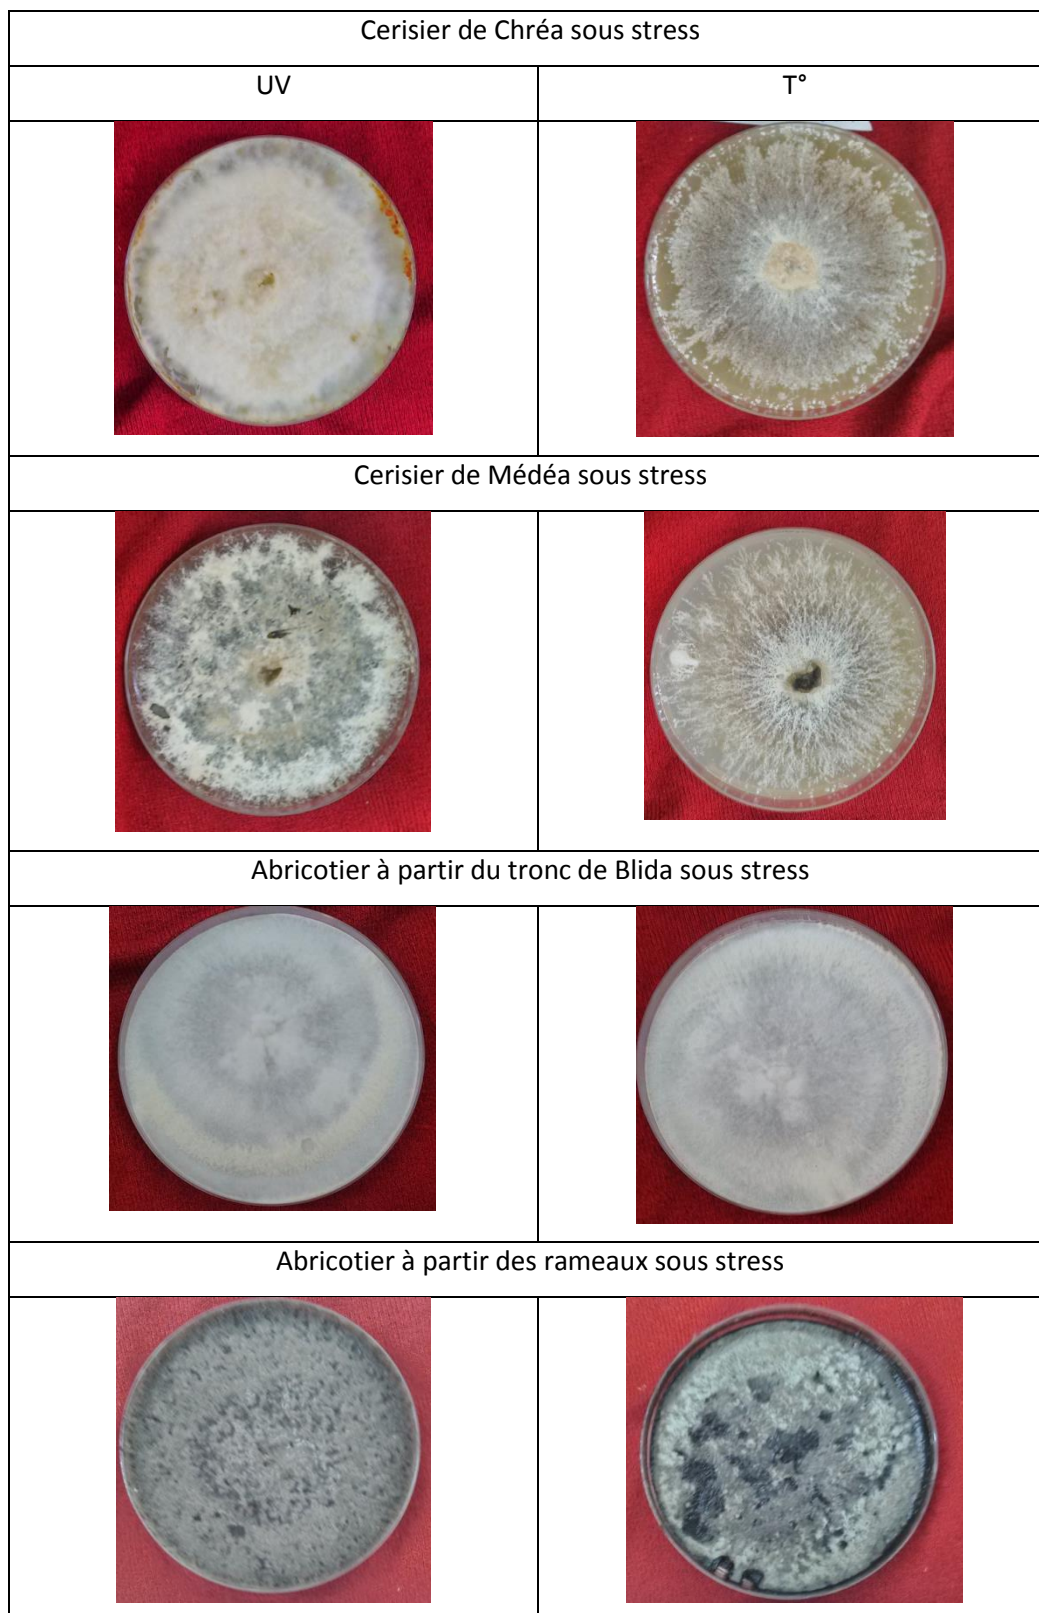 Cerisier de Chréa sous stress
UV
T°
Cerisier de Médéa sous stress
Abricotier à partir du tronc de Blida sous stress
Abricotier à partir des rameaux sous stress